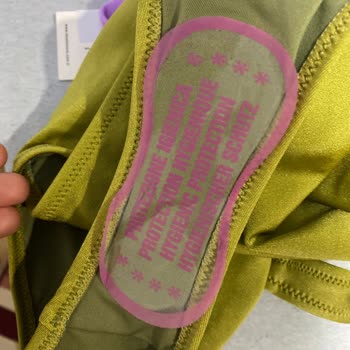 * * * *
PROTEZIONE IGIENICA
PROTECTION HYGIENIQUE
HYGIENIC PROTECTION
HYGIENISCHER SCHUTZ
* * * *